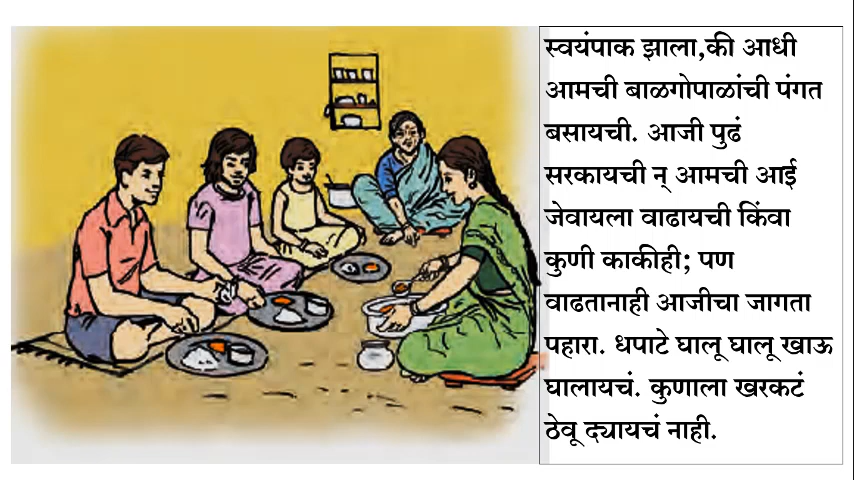 स्वयंपाक झाला,की आधी
आमची बाळगोपाळांची पंगत
बसायची. आजी पुढं
सरकायची न् आमची आई
जेवायला वाढायची किंवा
कुणी काकीही; पण
वाढतानाही आजीचा जागता
पहारा. धपाटे घालू घालू खाऊ
घालायचं. कुणाला खरकटं
ठेवू द्यायचं नाही.